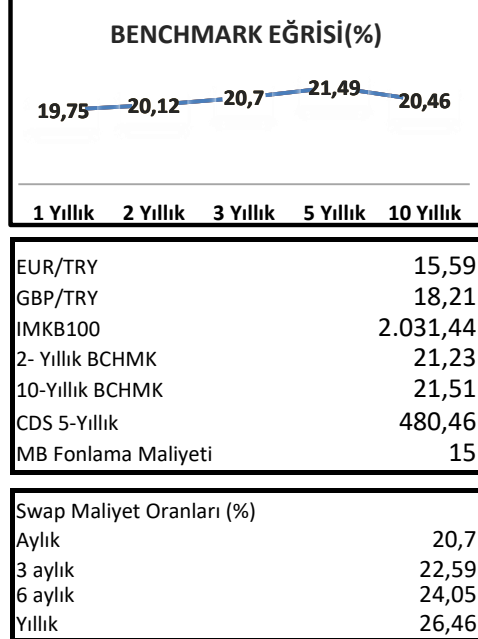 BENCHMARK EĞRİSİ(%)
19,75 20,12 20,7 21,49 20,46
1 Yıllık 2 Yıllık 3 Yıllık 5 Yıllık 10 Yıllık
EUR/TRY 15,59
GBP/TRY 18,21
IMKB100 2.031,44
2- Yıllık BCHMK 21,23
10-Yıllık BCHMK 21,51
CDS 5-Yıllık 480,46
MB Fonlama Maliyeti 15
Swap Maliyet Oranları (%)
Aylık 20,7
3 aylık 22,59
6 aylık 24,05
Yıllık 26,46